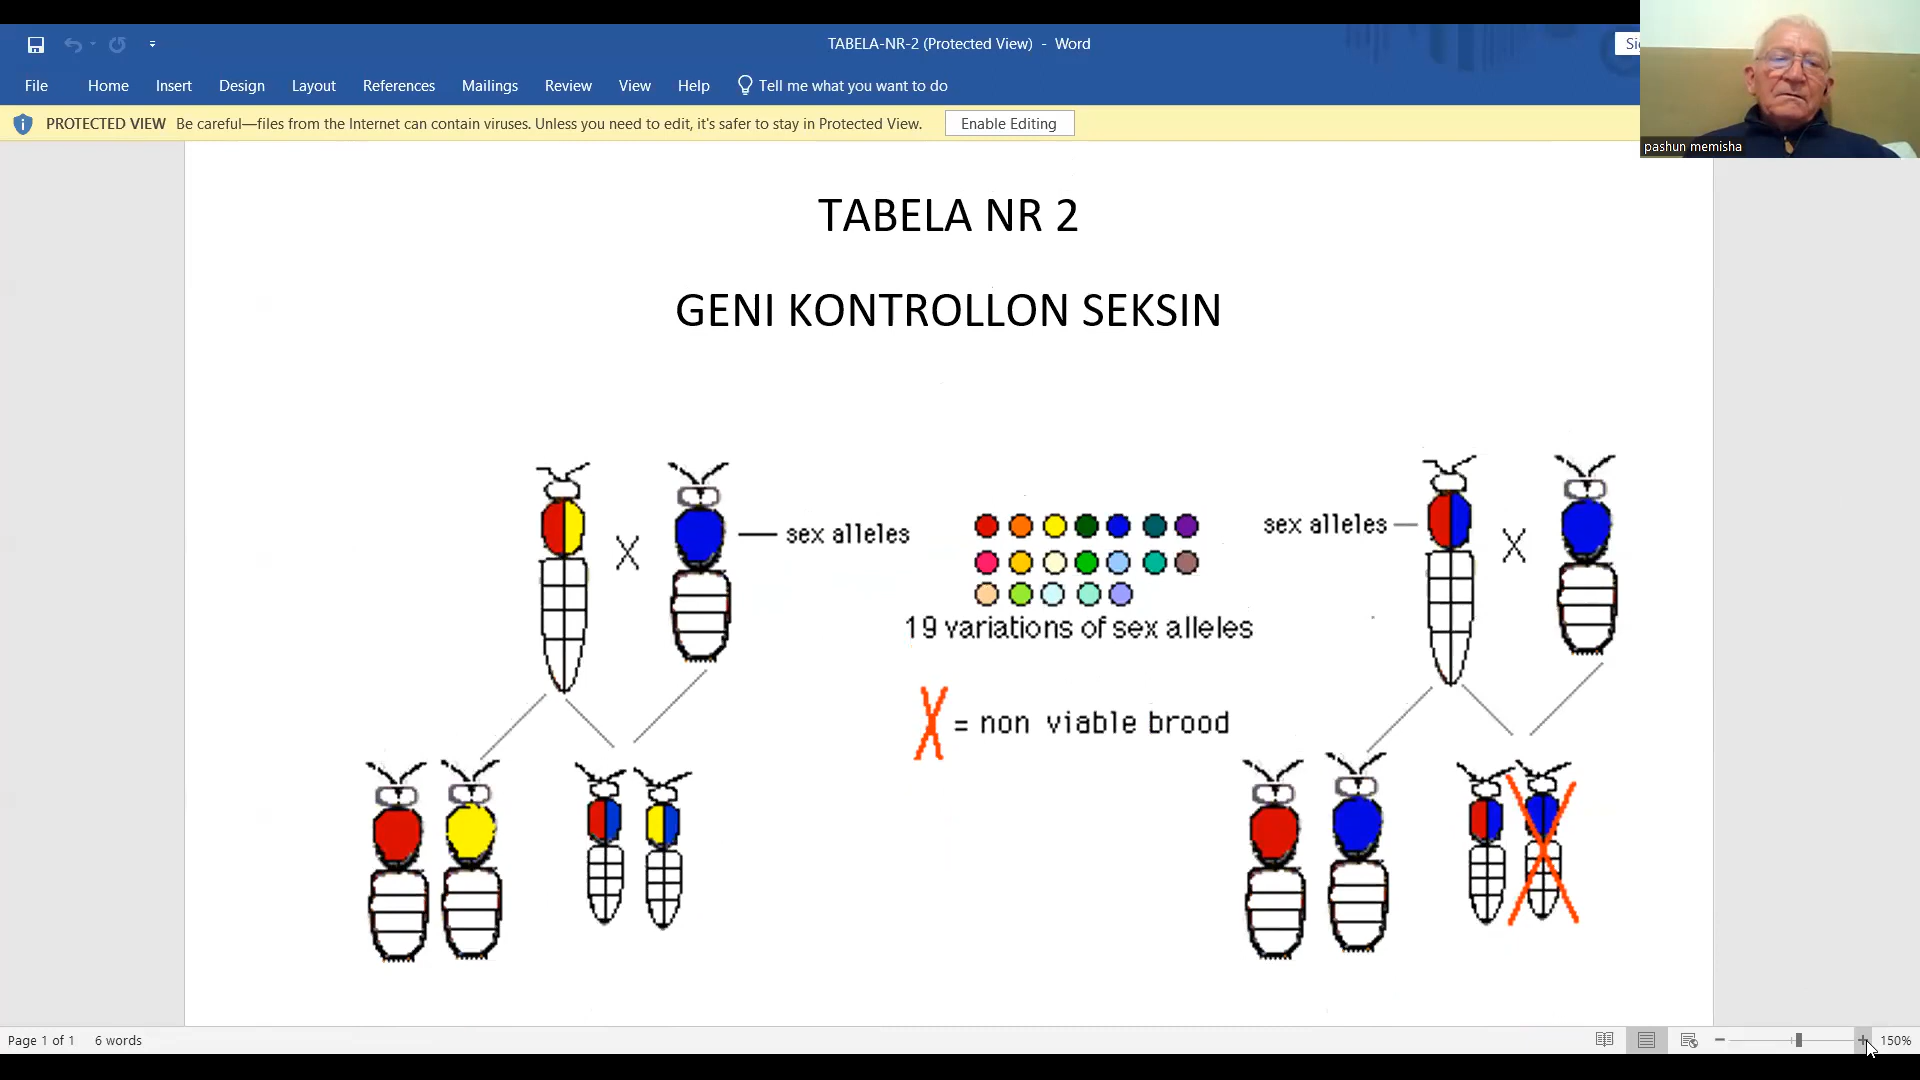 TABELA-NR-2 (Protected View) - Word
File Home Insert Design Layout References Mailings Review View Help Tell me what you want to do
PROTECTED VIEW Be careful—files from the Internet can contain viruses. Unless you need to edit, it's safer to stay in Protected View. Enable Editing
pashun memisha
TABELA NR 2
GENI KONTROLLON SEKSIN
X
sex alleles
sex alleles
X
19 variations of sex alleles
X = non viable brood
Page 1 of 1 6 words
150%